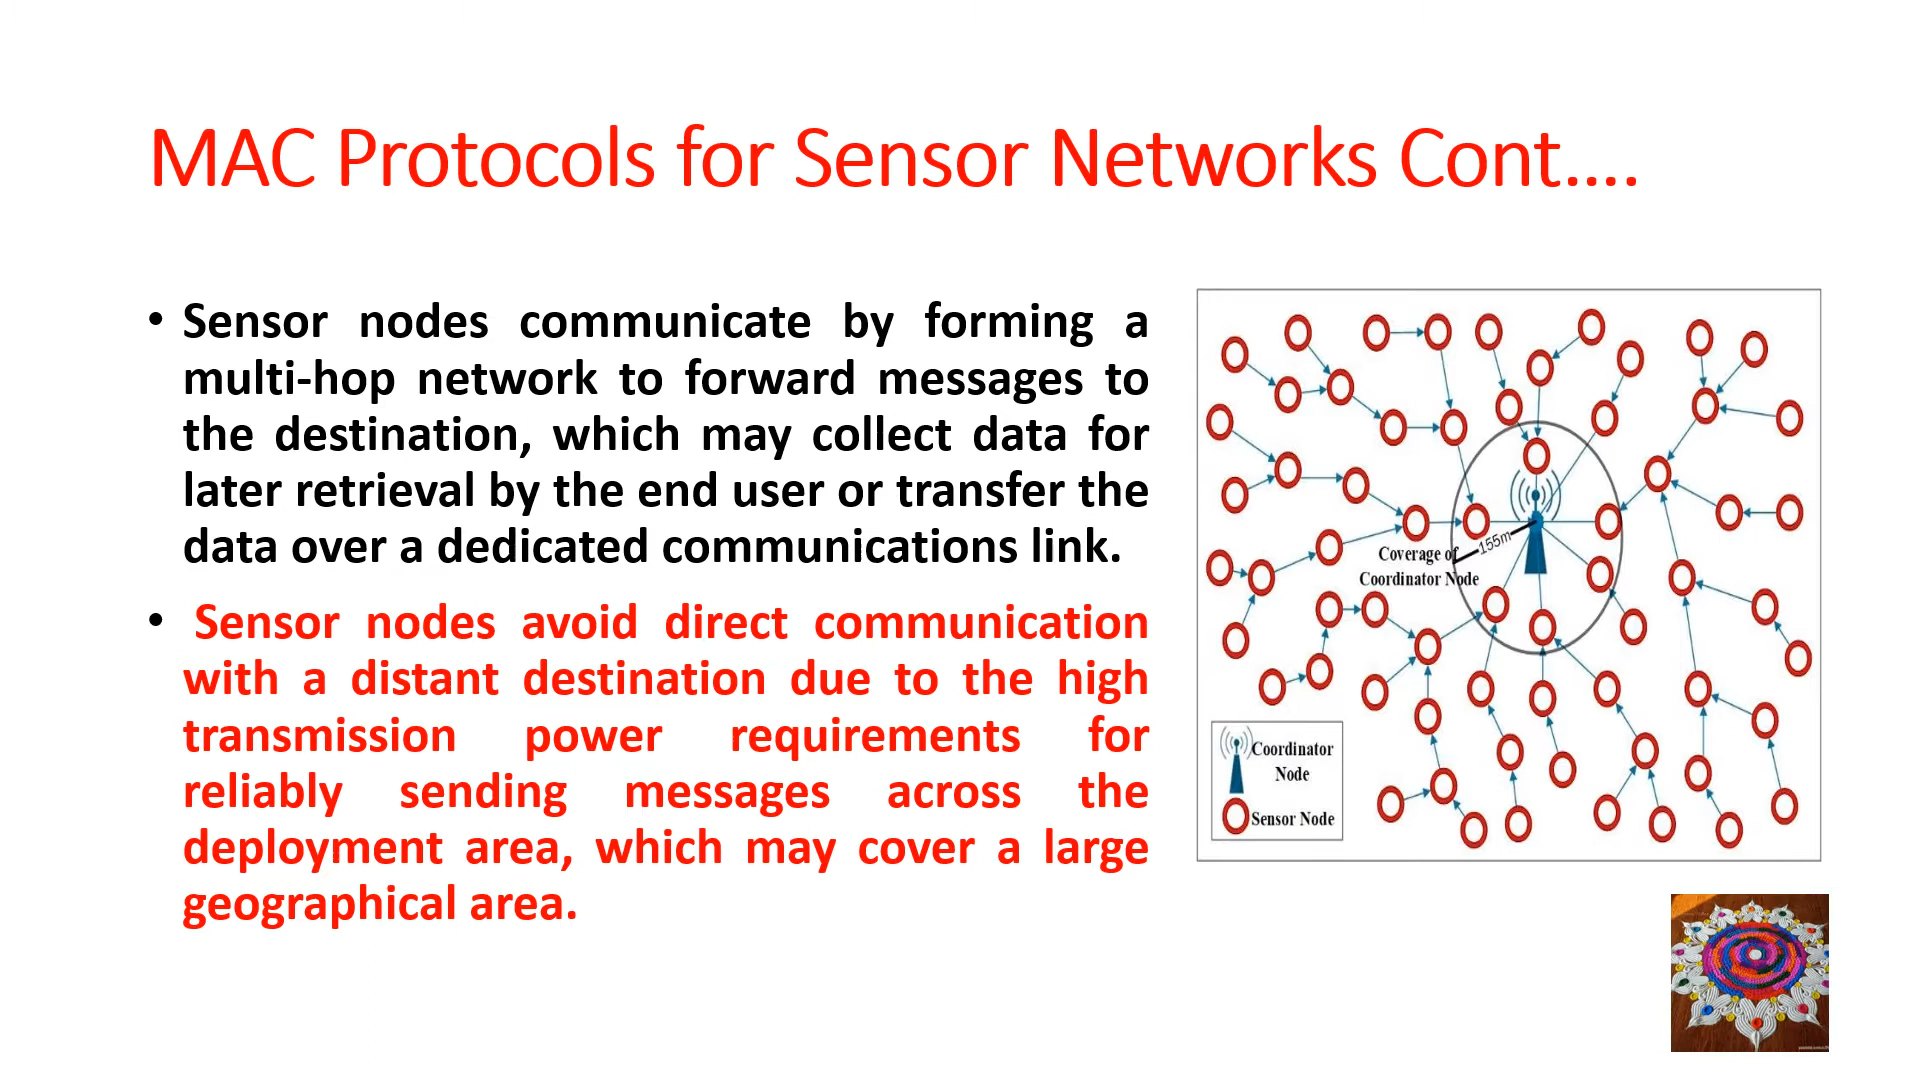 MAC Protocols for Sensor Networks Cont....
• Sensor nodes communicate by forming a
multi-hop network to forward messages to
the destination, which may collect data for
later retrieval by the end user or transfer the
data over a dedicated communications link.
• Sensor nodes avoid direct communication
with a distant destination due to the high
transmission power requirements for
reliably sending messages across the
deployment area, which may cover a large
geographical area.
155m
Coverage of
Coordinator Node
Coordinator
Node
Sensor Node